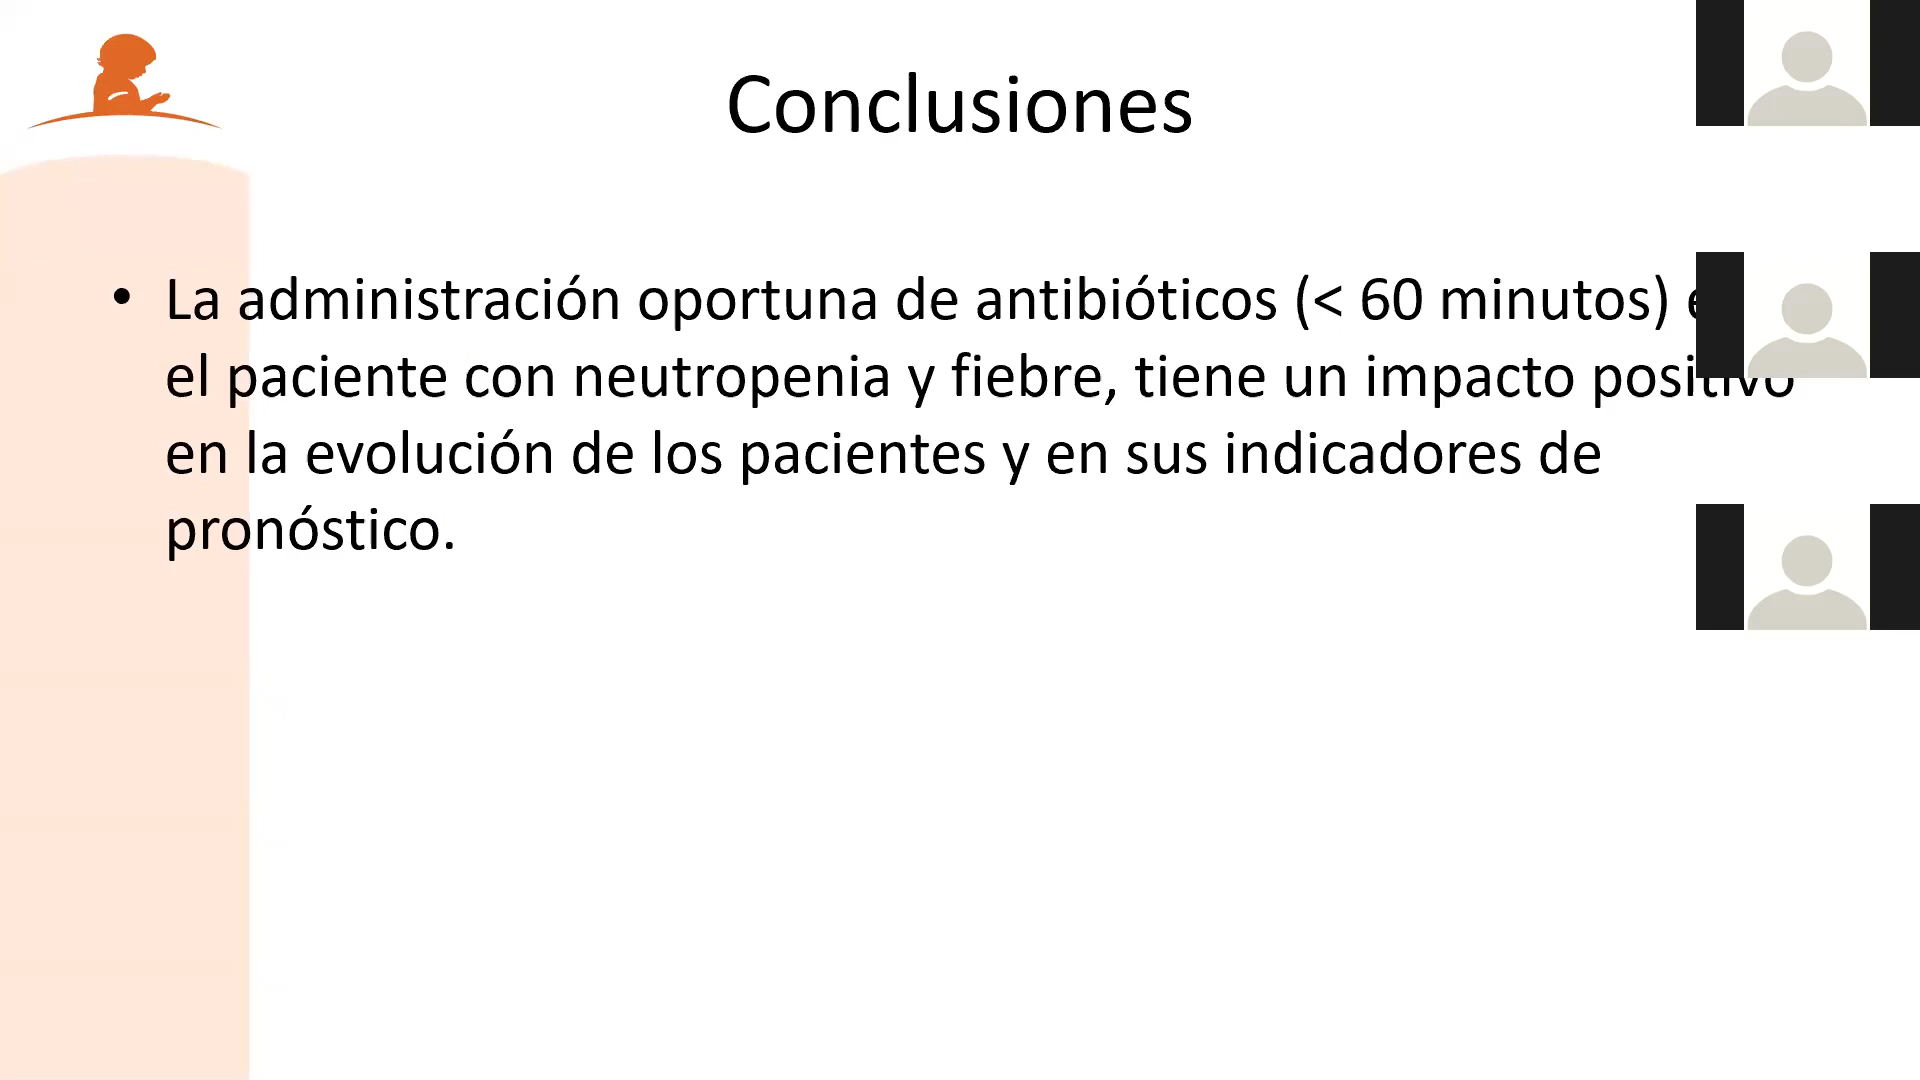 Conclusiones
• La administración oportuna de antibióticos (< 60 minutos)
el paciente con neutropenia y fiebre, tiene un impacto positivo
en la evolución de los pacientes y en sus indicadores de
pronóstico.